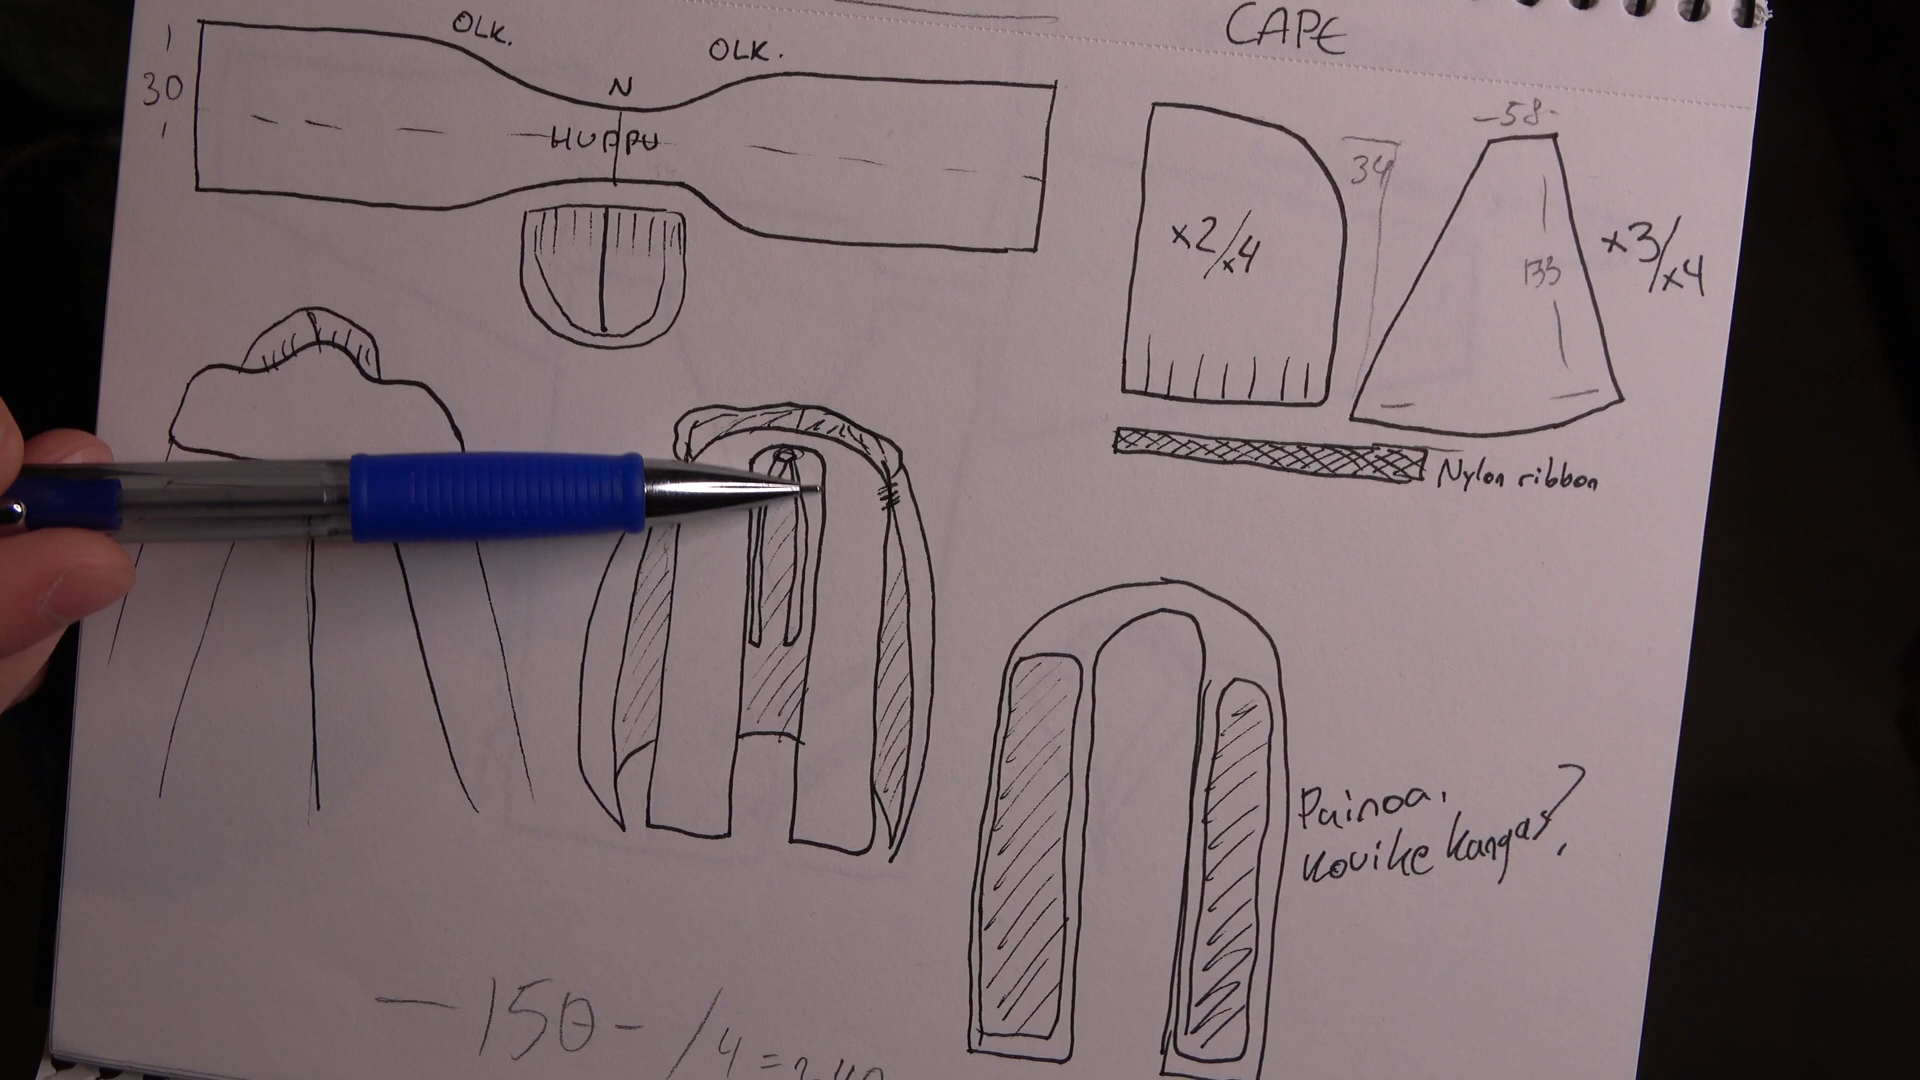 CAPE
OLK.
OLK.
30
N
HUPPU
-58-
34
x2/x4
133
x3/x4
Nylon ribbon
Painoa.
Kovike kangas?
-150- /4 =